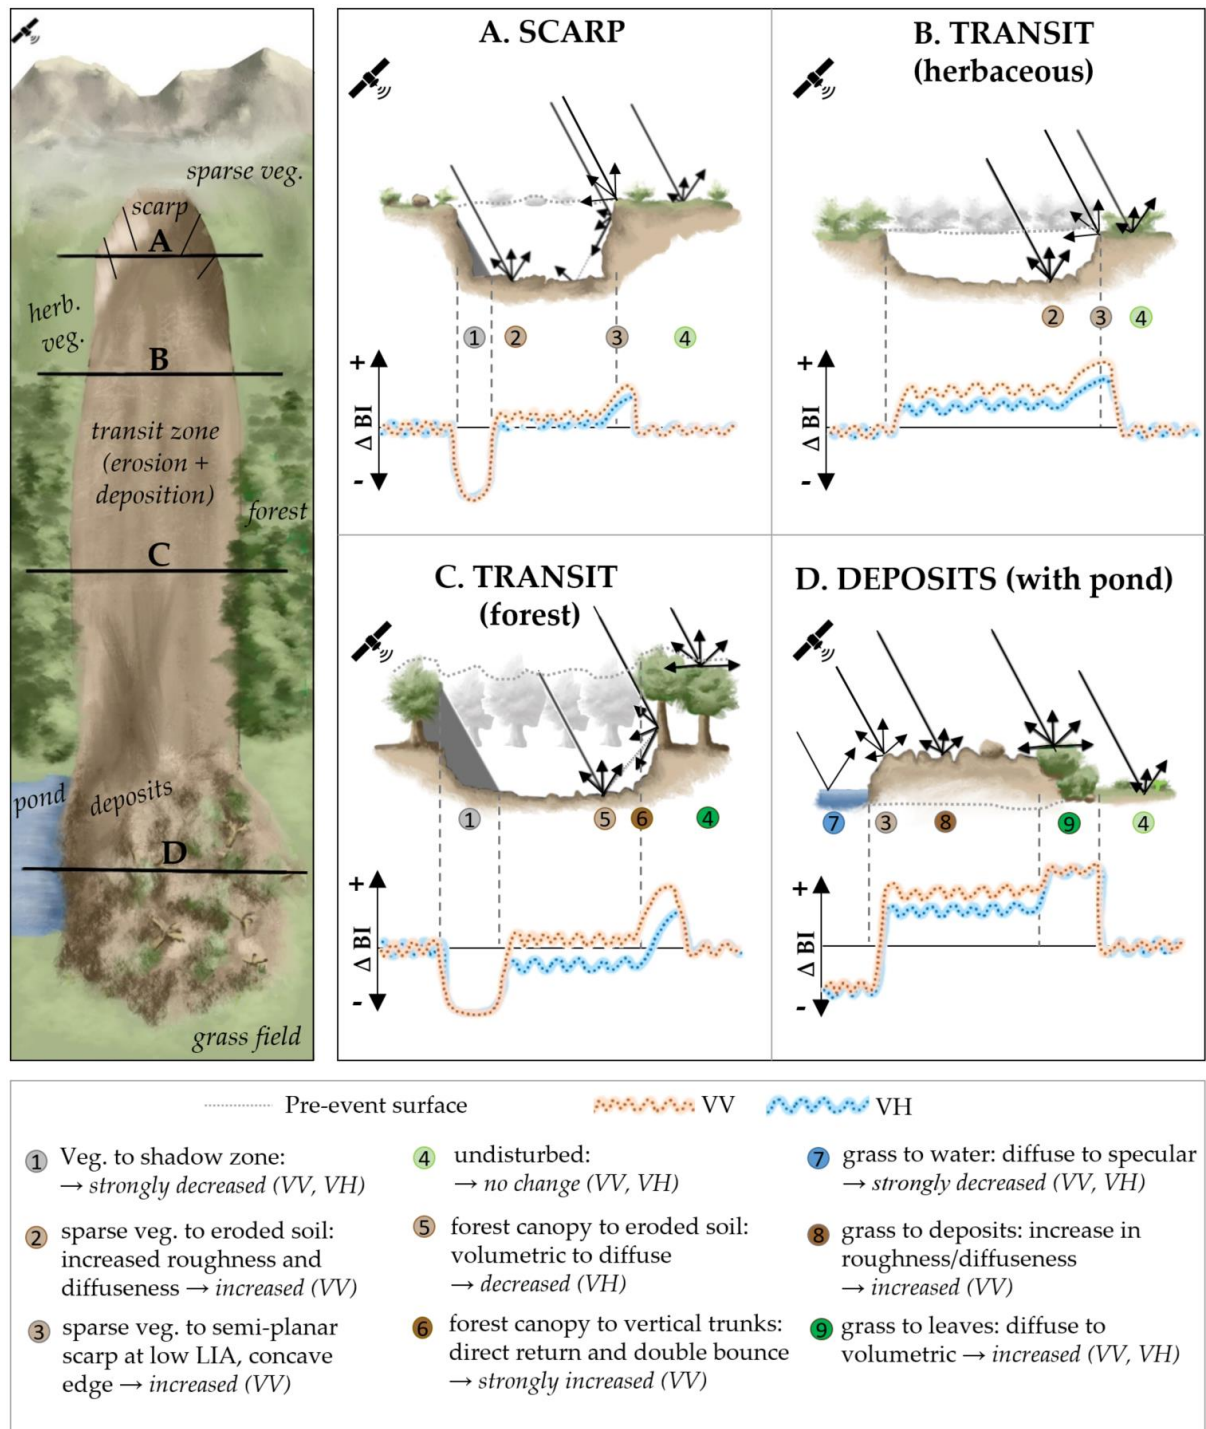 sparse veg.
scarp
A
herb.
veg.
B
transit zone
(erosion +
deposition)
forest
C
pond
deposits
D
grass field
A. SCARP
1
2
3
4
+
Δ BI
-
B. TRANSIT
(herbaceous)
2
3
4
+
Δ BI
-
C. TRANSIT
(forest)
1
5
6
4
+
Δ BI
-
D. DEPOSITS (with pond)
7
3
8
9
4
+
Δ BI
-
Pre-event surface
VV
VH
1 Veg. to shadow zone:
→ strongly decreased (VV, VH)
2 sparse veg. to eroded soil:
increased roughness and
diffuseness → increased (VV)
3 sparse veg. to semi-planar
scarp at low LIA, concave
edge → increased (VV)
4 undisturbed:
→ no change (VV, VH)
5 forest canopy to eroded soil:
volumetric to diffuse
→ decreased (VH)
6 forest canopy to vertical trunks:
direct return and double bounce
→ strongly increased (VV)
7 grass to water: diffuse to specular
→ strongly decreased (VV, VH)
8 grass to deposits: increase in
roughness/diffuseness
→ increased (VV)
9 grass to leaves: diffuse to
volumetric → increased (VV, VH)